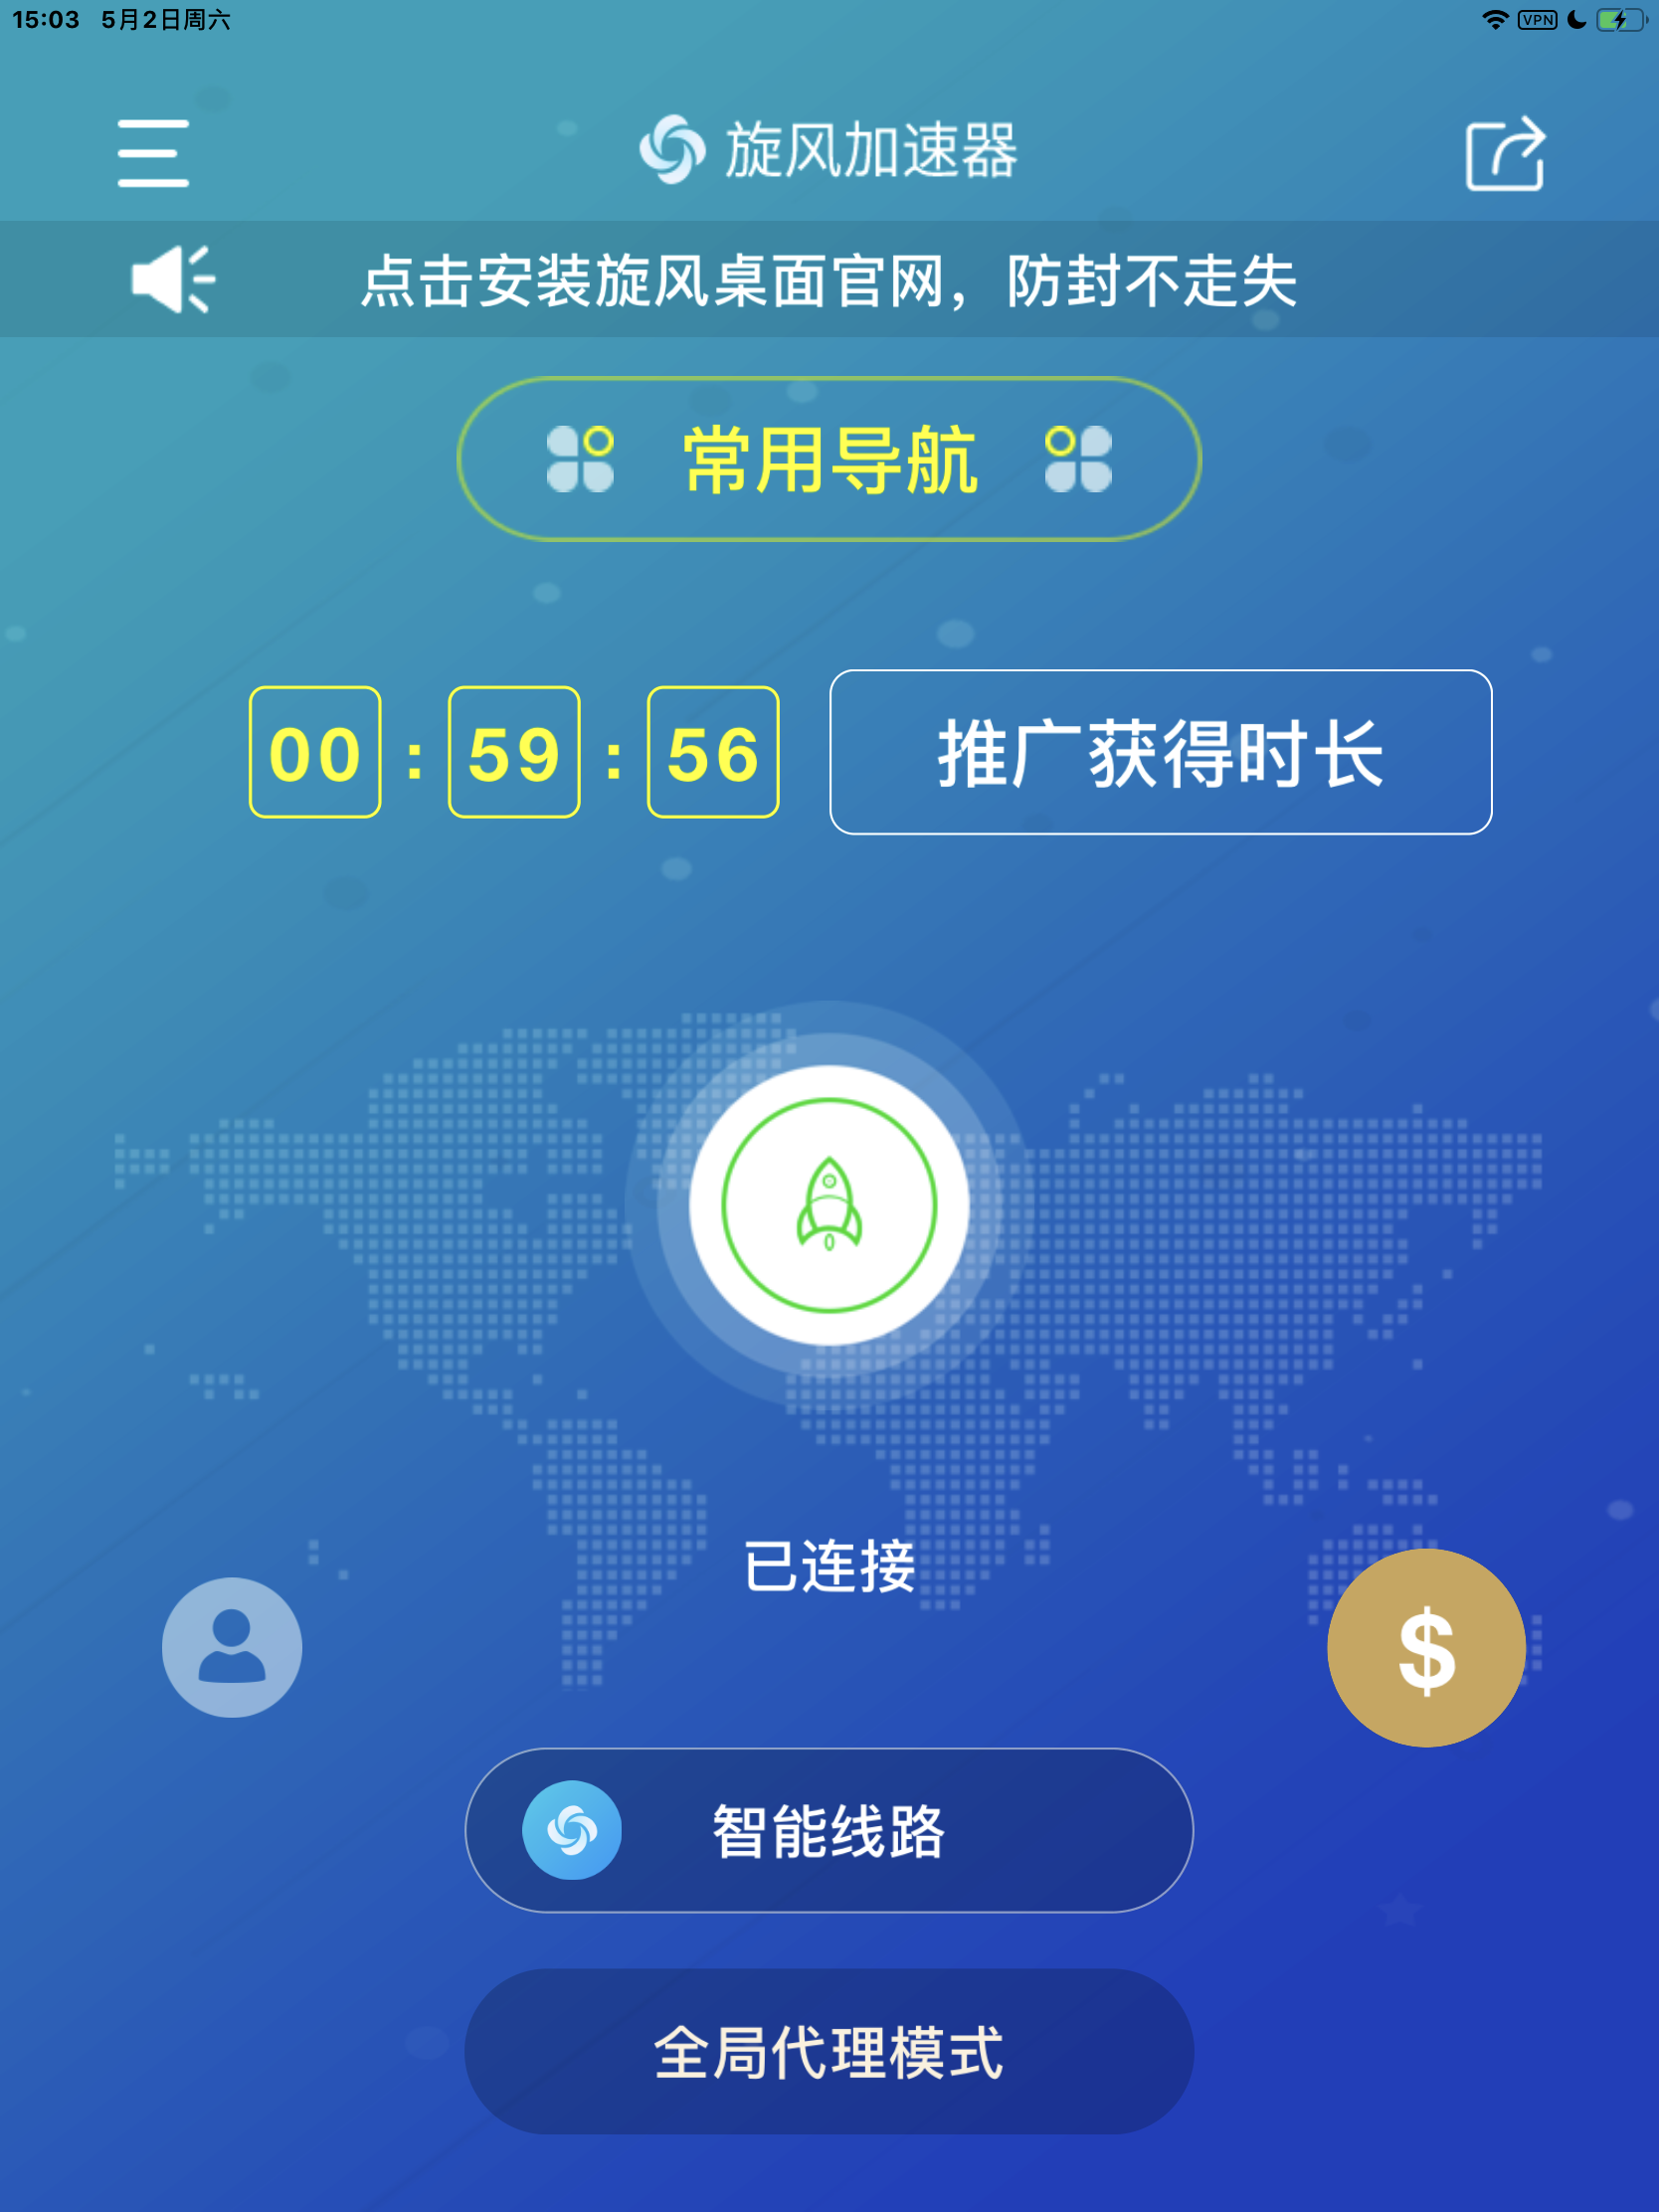 15:03 5月2日周六
VPN
旋风加速器
点击安装旋风桌面官网，防封不走失
常用导航
00 : 59 : 56
推广获得时长
已连接
$
智能线路
全局代理模式